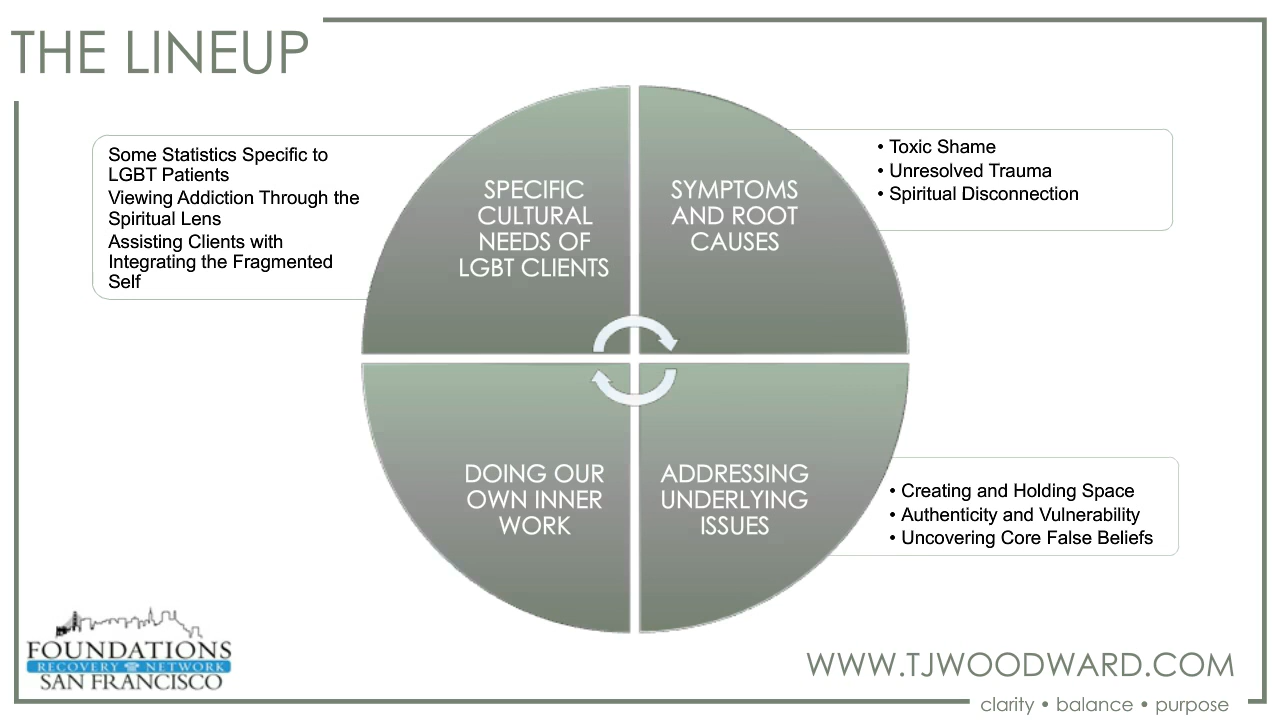 THE LINEUP
Some Statistics Specific to
LGBT Patients
Viewing Addiction Through the
Spiritual Lens
Assisting Clients with
Integrating the Fragmented
Self
SPECIFIC
CULTURAL
NEEDS OF
LGBT CLIENTS
SYMPTOMS
AND ROOT
CAUSES
• Toxic Shame
• Unresolved Trauma
• Spiritual Disconnection
DOING OUR
OWN INNER
WORK
ADDRESSING
UNDERLYING
ISSUES
• Creating and Holding Space
• Authenticity and Vulnerability
• Uncovering Core False Beliefs
FOUNDATIONS
RECOVERY NETWORK
SAN FRANCISCO
WWW.TJWOODWARD.COM
clarity • balance • purpose